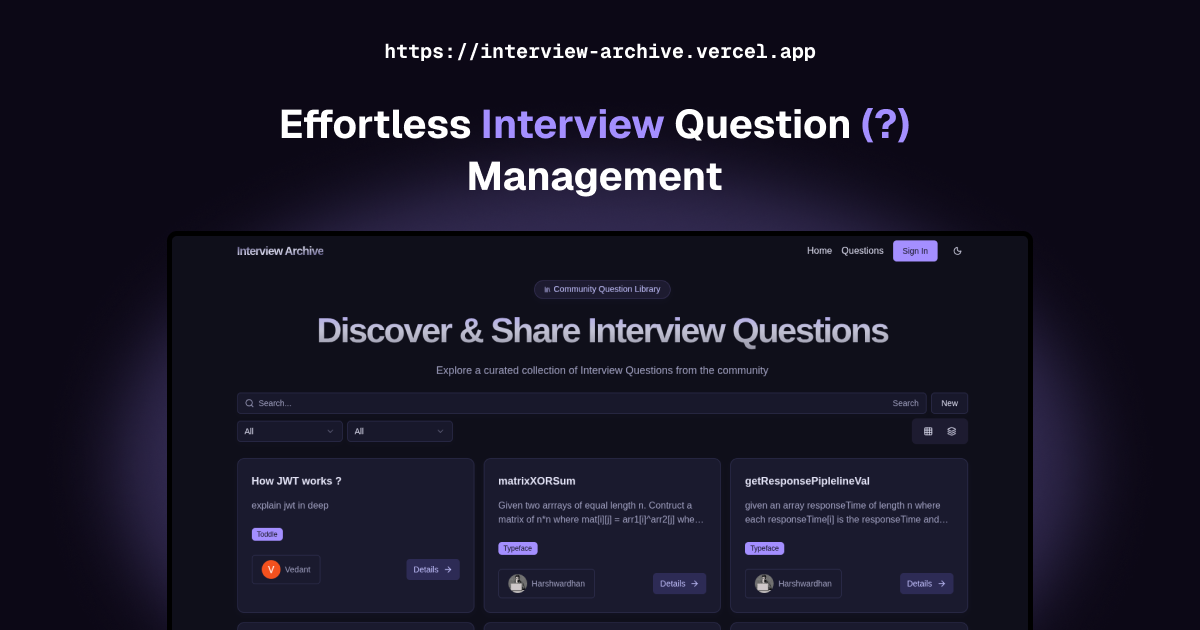 https://interview-archive.vercel.app
Effortless Interview Question (?)
Management
Interview Archive
Home
Questions
Sign In
Community Question Library
Discover & Share Interview Questions
Explore a curated collection of Interview Questions from the community
Search...
Search
New
All
All
How JWT works ?
explain jwt in deep
Toddle
V
Vedant
Details →
matrixXORSum
Given two arrrays of equal length n. Contruct a
matrix of n*n where mat[i][j] = arr1[i]^arr2[j] whe...
Typeface
Harshwardhan
Details →
getResponsePiplelineVal
given an array responseTime of length n where
each responseTime[i] is the responseTime and...
Typeface
Harshwardhan
Details →